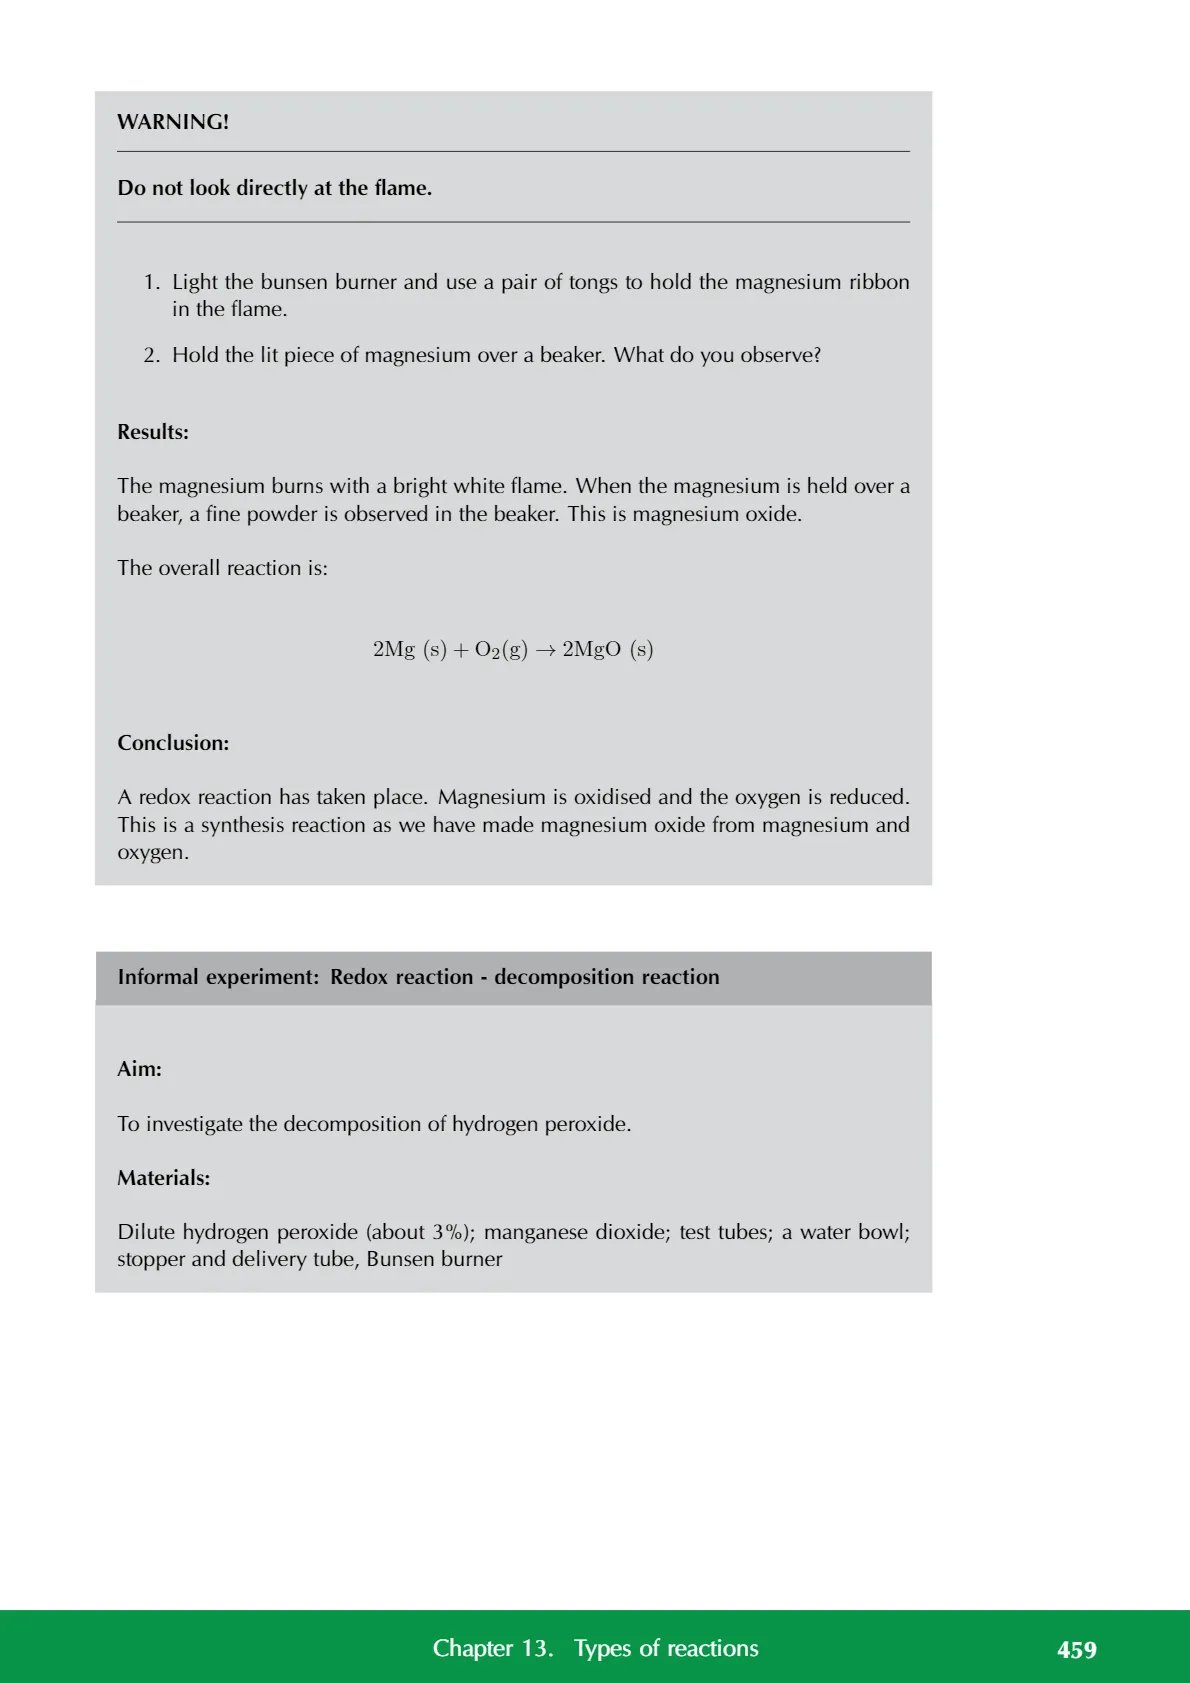 WARNING!
Do not look directly at the flame.
1. Light the bunsen burner and use a pair of tongs to hold the magnesium ribbon
in the flame.
2. Hold the lit piece of magnesium over a beaker. What do you observe?
Results:
The magnesium burns with a bright white flame. When the magnesium is held over a
beaker, a fine powder is observed in the beaker. This is magnesium oxide.
The overall reaction is:
2Mg (s) + O₂(g) → 2MgO (s)
Conclusion:
A redox reaction has taken place. Magnesium is oxidised and the oxygen is reduced.
This is a synthesis reaction as we have made magnesium oxide from magnesium and
oxygen.
Informal experiment: Redox reaction - decomposition reaction
Aim:
To investigate the decomposition of hydrogen peroxide.
Materials:
Dilute hydrogen peroxide (about 3%); manganese dioxide; test tubes; a water bowl;
stopper and delivery tube, Bunsen burner
Chapter 13. Types of reactions 459